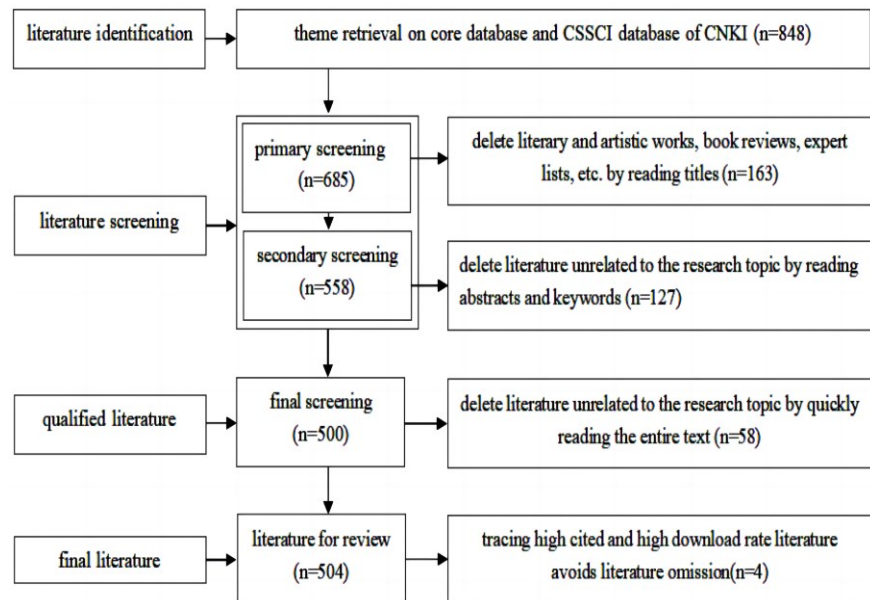 literature identification
theme retrieval on core database and CSSCI database of CNKI (n=848)
primary screening
(n=685)
delete literary and artistic works, book reviews, expert
lists, etc. by reading titles (n=163)
literature screening
secondary screening
(n=558)
delete literature unrelated to the research topic by reading
abstracts and keywords (n=127)
qualified literature
final screening
(n=500)
delete literature unrelated to the research topic by quickly
reading the entire text (n=58)
final literature
literature for review
(n=504)
tracing high cited and high download rate literature
avoids literature omission(n=4)